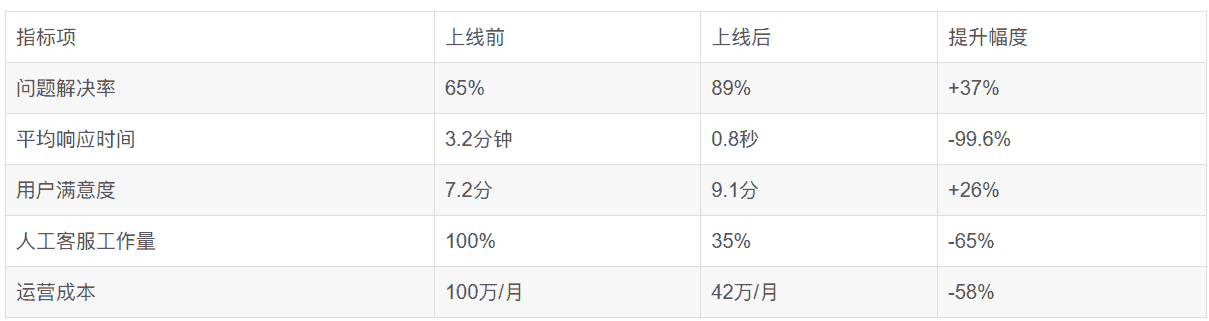 指标项 上线前 上线后 提升幅度
问题解决率 65% 89% +37%
平均响应时间 3.2分钟 0.8秒 -99.6%
用户满意度 7.2分 9.1分 +26%
人工客服工作量 100% 35% -65%
运营成本 100万/月 42万/月 -58%